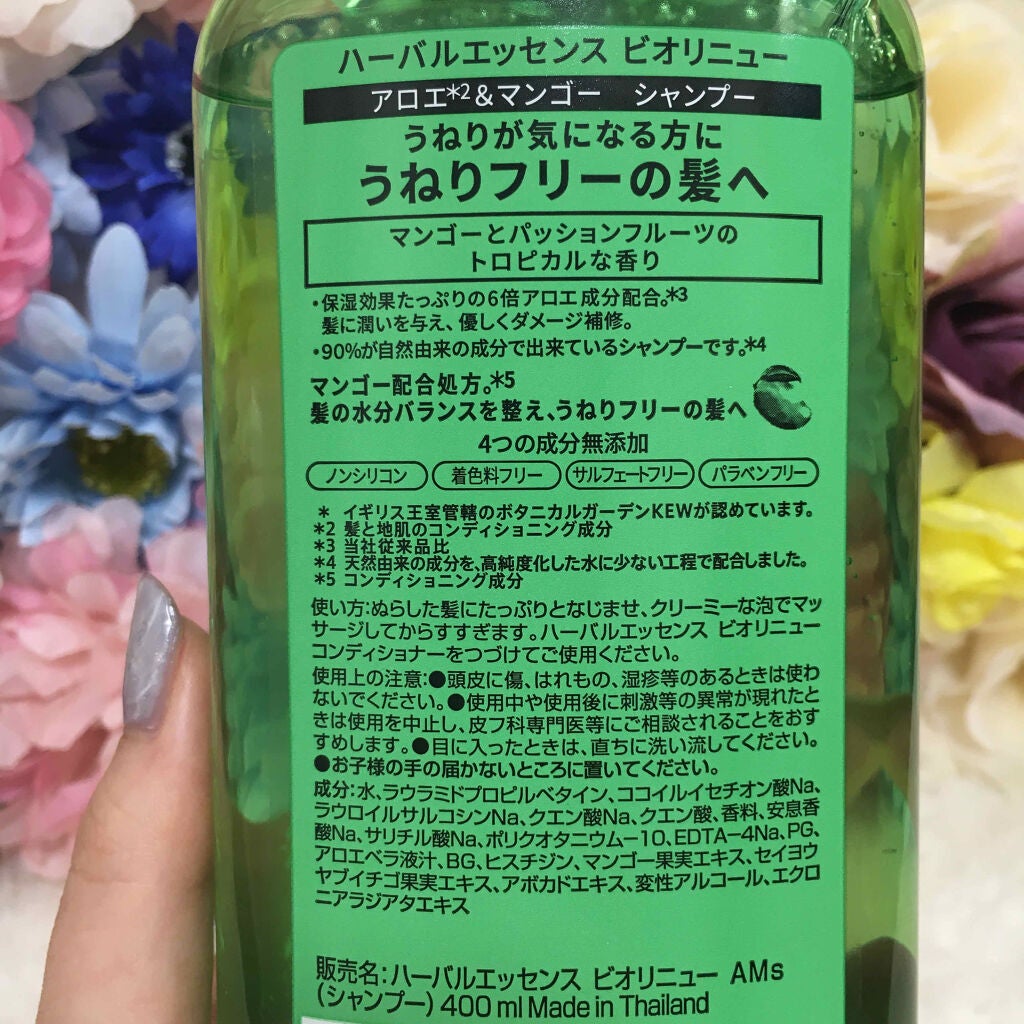 ハーバルエッセンス ビオリニュー
アロエ*2&マンゴー シャンプー
うねりが気になる方に
うねりフリーの髪へ
マンゴーとパッションフルーツの
トロピカルな香り
・保湿効果たっぷりの6倍アロエ成分配合。*3
髪に潤いを与え、優しくダメージ補修。
・90%が自然由来の成分で出来ているシャンプーです。*4
マンゴー配合処方。*5
髪の水分バランスを整え、うねりフリーの髪へ
4つの成分無添加
ノンシリコン 着色料フリー サルフェートフリー パラベンフリー
* イギリス王室管轄のボタニカルガーデンKEWが認めています。
*2 髪と地肌のコンディショニング成分
*3 当社従来品比
*4 天然由来の成分を、高純度化した水に少ない工程で配合しました。
*5 コンディショニング成分
使い方:ぬらした髪にたっぷりとなじませ、クリーミーな泡でマッ
サージしてからすすぎます。ハーバルエッセンス ビオリニュー
コンディショナーをつづけてご使用ください。
使用上の注意:●頭皮に傷、はれもの、湿疹等のあるときは使わ
ないでください。●使用中や使用後に刺激等の異常が現れたと
きは使用を中止し、皮フ科専門医等にご相談されることをおす
すめします。●目に入ったときは、直ちに洗い流してください。
●お子様の手の届かないところに置いてください。
成分:水、ラウラミドプロピルベタイン、ココイルイセチオン酸Na、
ラウロイルサルコシンNa、クエン酸Na、クエン酸、香料、安息香
酸Na、サリチル酸Na、ポリクオタニウム-10、EDTA-4Na、PG、
アロエベラ液汁、BG、ヒスチジン、マンゴー果実エキス、セイヨウ
ヤブイチゴ果実エキス、アボカドエキス、変性アルコール、エクロ
ニアラジアタエキス
販売名:ハーバルエッセンス ビオリニュー AMs
(シャンプー) 400 ml Made in Thailand